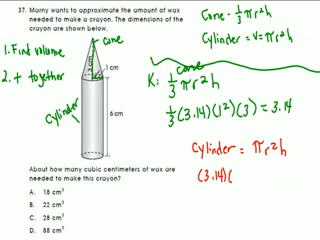 37. Marny wants to approximate the amount of wax
needed to make a crayon. The dimensions of the
crayon are shown below.
Cone - 1/3 πr²h
Cylinder = V = πr²h
1. Find volume
2. + together
cone
3 cm
1 cm
6 cm
Cylinder
K: cone
1/3 πr²h
1/3 (3.14)(1²)(3) = 3.14
Cylinder = πr²h
(3.14)(
About how many cubic centimeters of wax are
needed to make this crayon?
A. 18 cm³
B. 22 cm³
C. 28 cm³
D. 88 cm³